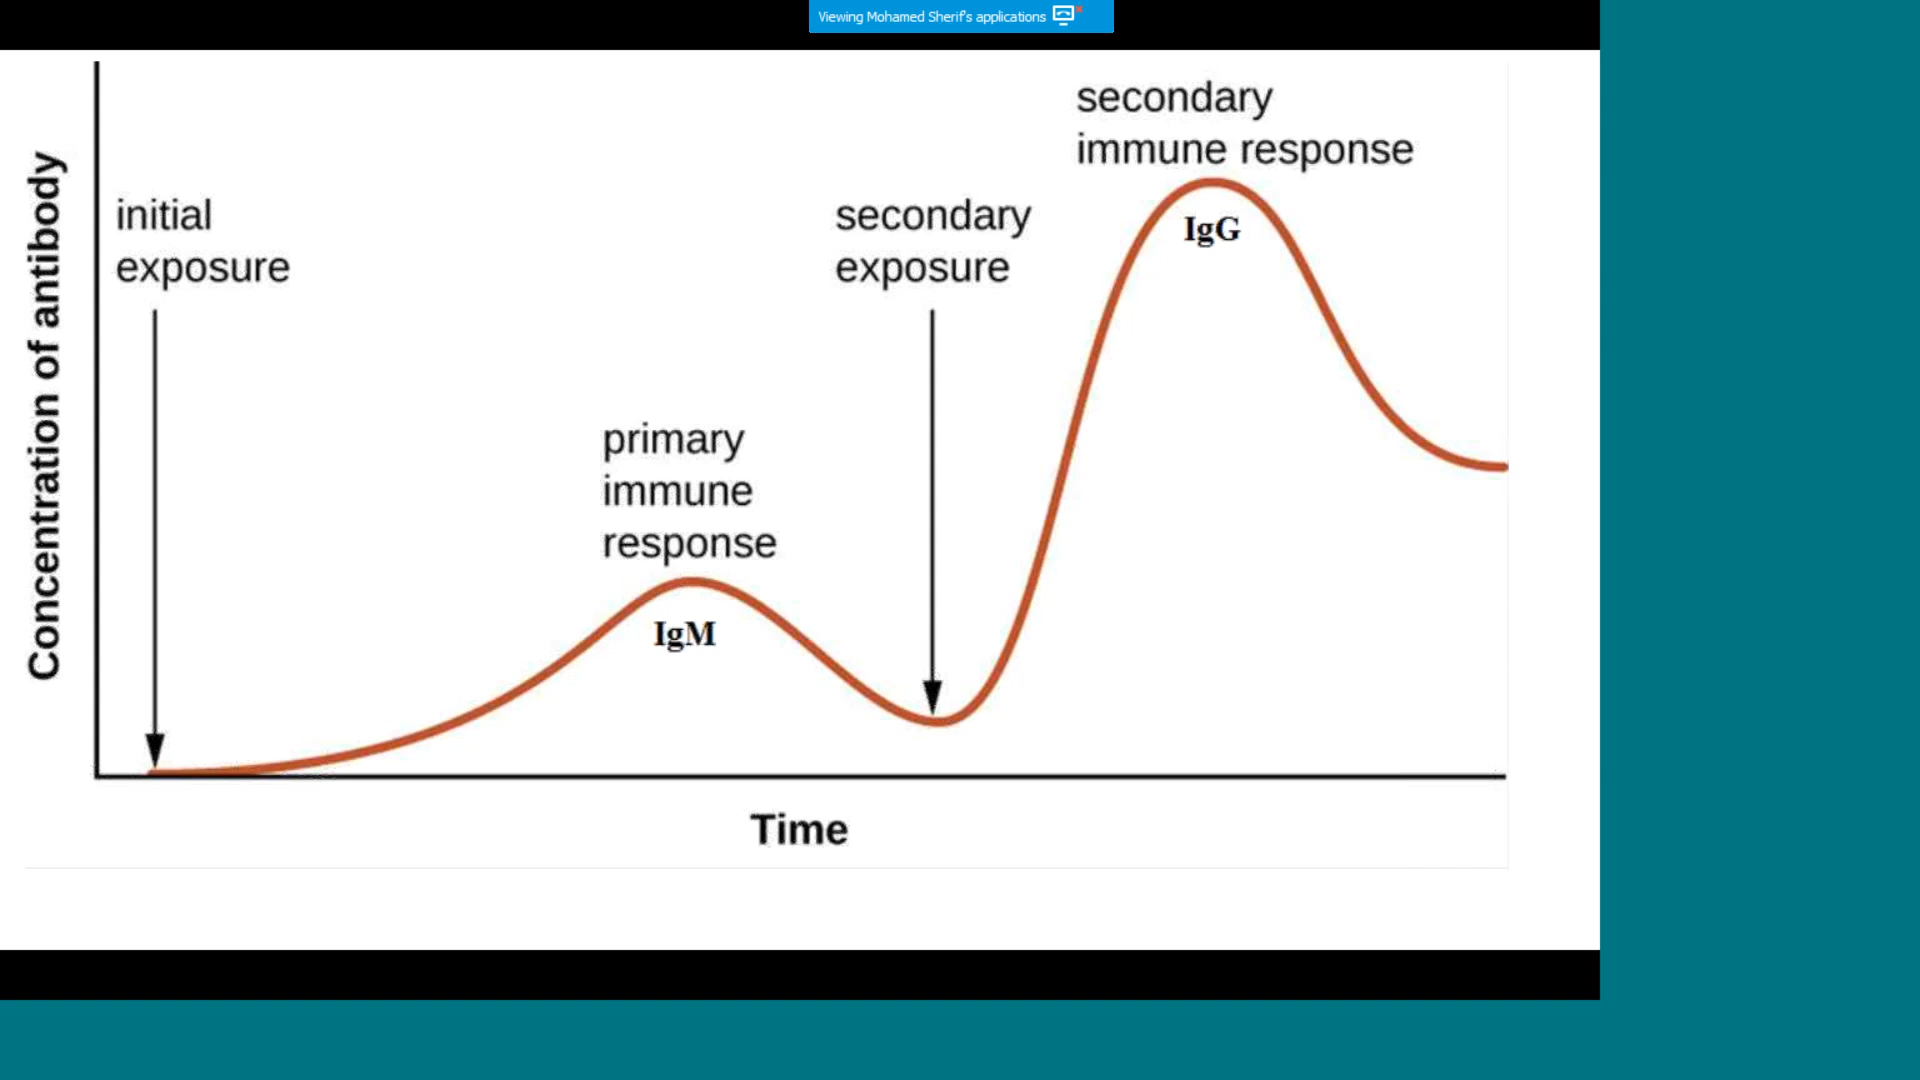 Viewing Mohamed Sherif's applications
secondary
immune response
IgG
initial
exposure
secondary
exposure
primary
immune
response
IgM
Concentration of antibody
Time